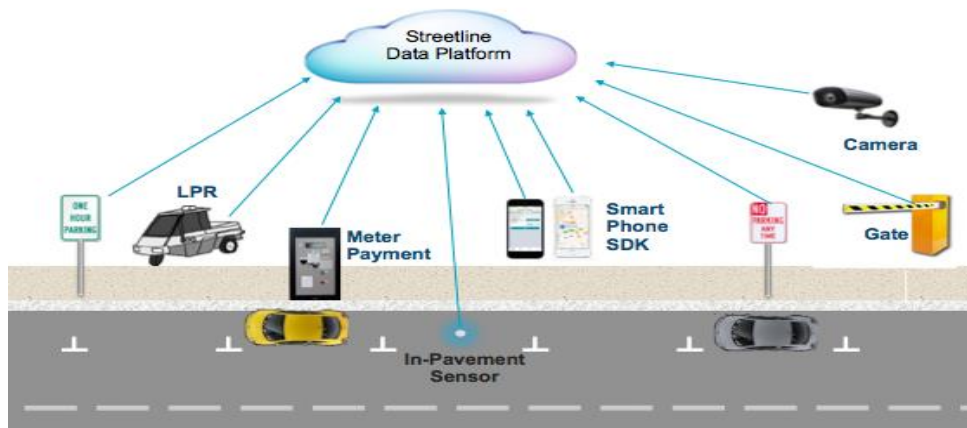 Streetline
Data Platform
Camera
LPR
ONE
HOUR
PARKING
Meter
Payment
Smart
Phone
SDK
NO
PARKING
ANY
TIME
Gate
In-Pavement
Sensor